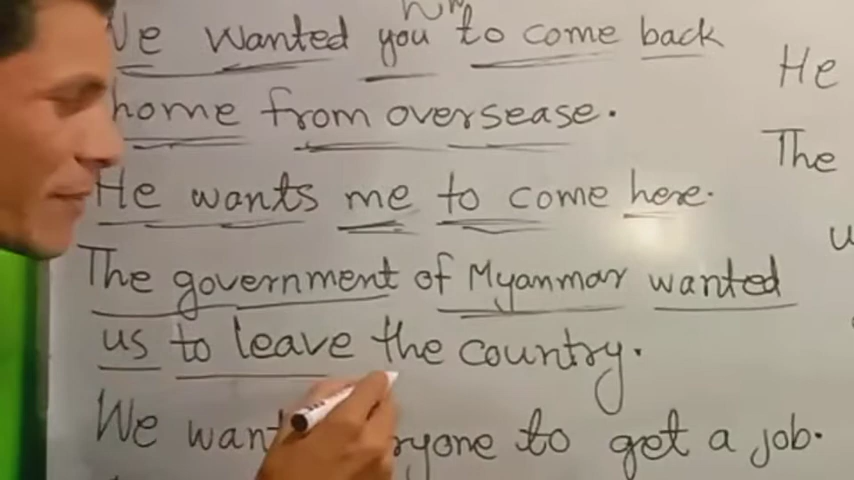 We wanted you to come back
home from oversease.
He wants me to come here.
The government of Myanmar wanted
us to leave the country.
We want to get a job.
He
The